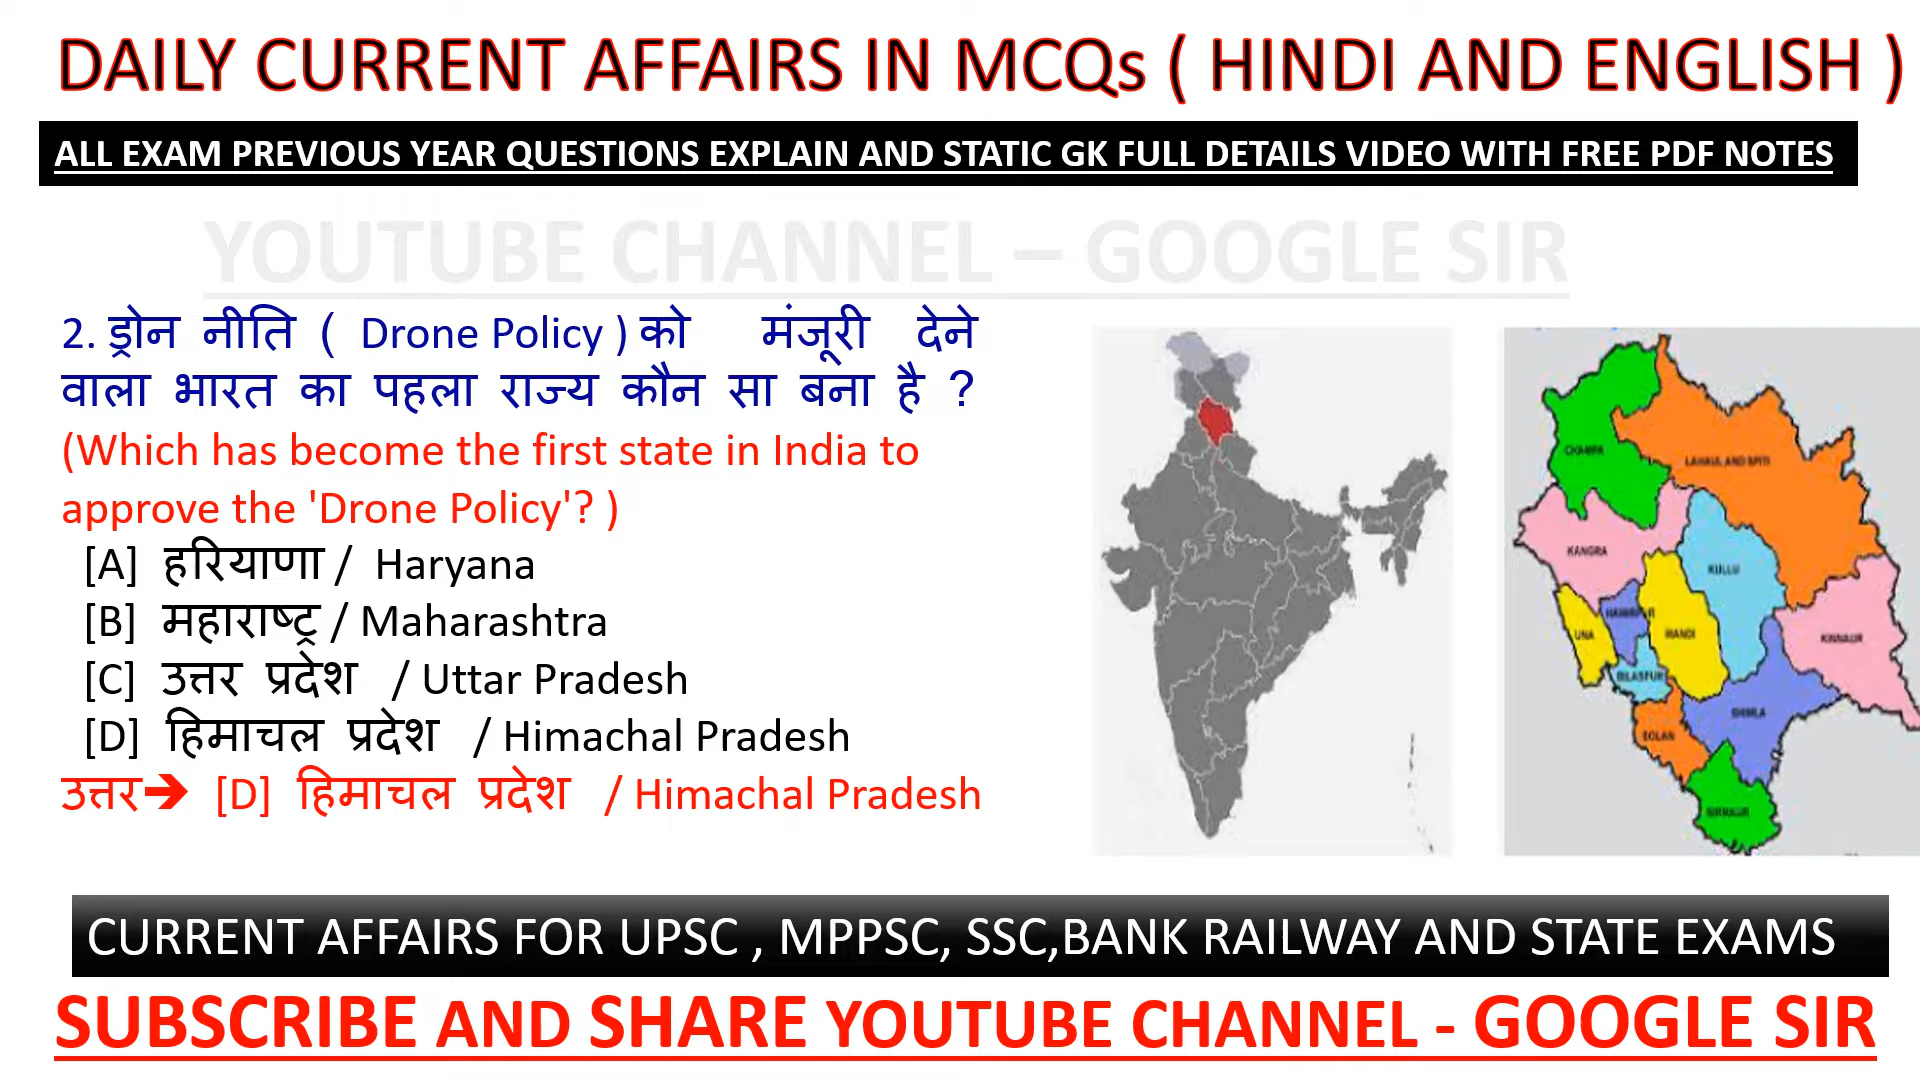 DAILY CURRENT AFFAIRS IN MCQs ( HINDI AND ENGLISH )
ALL EXAM PREVIOUS YEAR QUESTIONS EXPLAIN AND STATIC GK FULL DETAILS VIDEO WITH FREE PDF NOTES
YOUTUBE CHANNEL – GOOGLE SIR
2. ड्रोन नीति ( Drone Policy ) को मंजूरी देने
वाला भारत का पहला राज्य कौन सा बना है ?
(Which has become the first state in India to
approve the 'Drone Policy'? )
[A] हरियाणा / Haryana
[B] महाराष्ट्र / Maharashtra
[C] उत्तर प्रदेश / Uttar Pradesh
[D] हिमाचल प्रदेश / Himachal Pradesh
उत्तर➔ [D] हिमाचल प्रदेश / Himachal Pradesh
CHAMPA
LAHAUL AND SPITI
KANGRA
KULLU
HAMIRPUR
UNA
MANDI
KINNAUR
BILASPUR
SHIMLA
SOLAN
SIRMAUR
CURRENT AFFAIRS FOR UPSC , MPPSC, SSC,BANK RAILWAY AND STATE EXAMS
SUBSCRIBE AND SHARE YOUTUBE CHANNEL - GOOGLE SIR